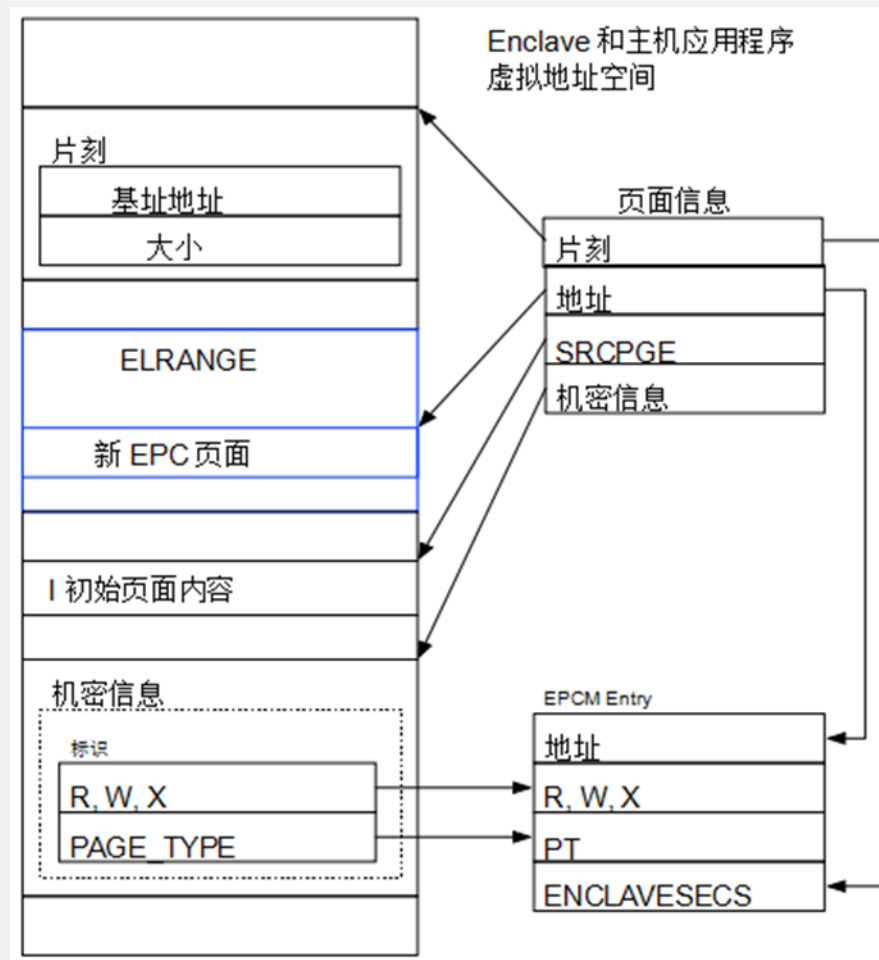 Enclave 和主机应用程序
虚拟地址空间
片刻
基址地址
大小
ELRANGE
新 EPC 页面
I 初始页面内容
机密信息
标识
R, W, X
PAGE_TYPE
页面信息
片刻
地址
SRCPGE
机密信息
EPCM Entry
地址
R, W, X
PT
ENCLAVESECS